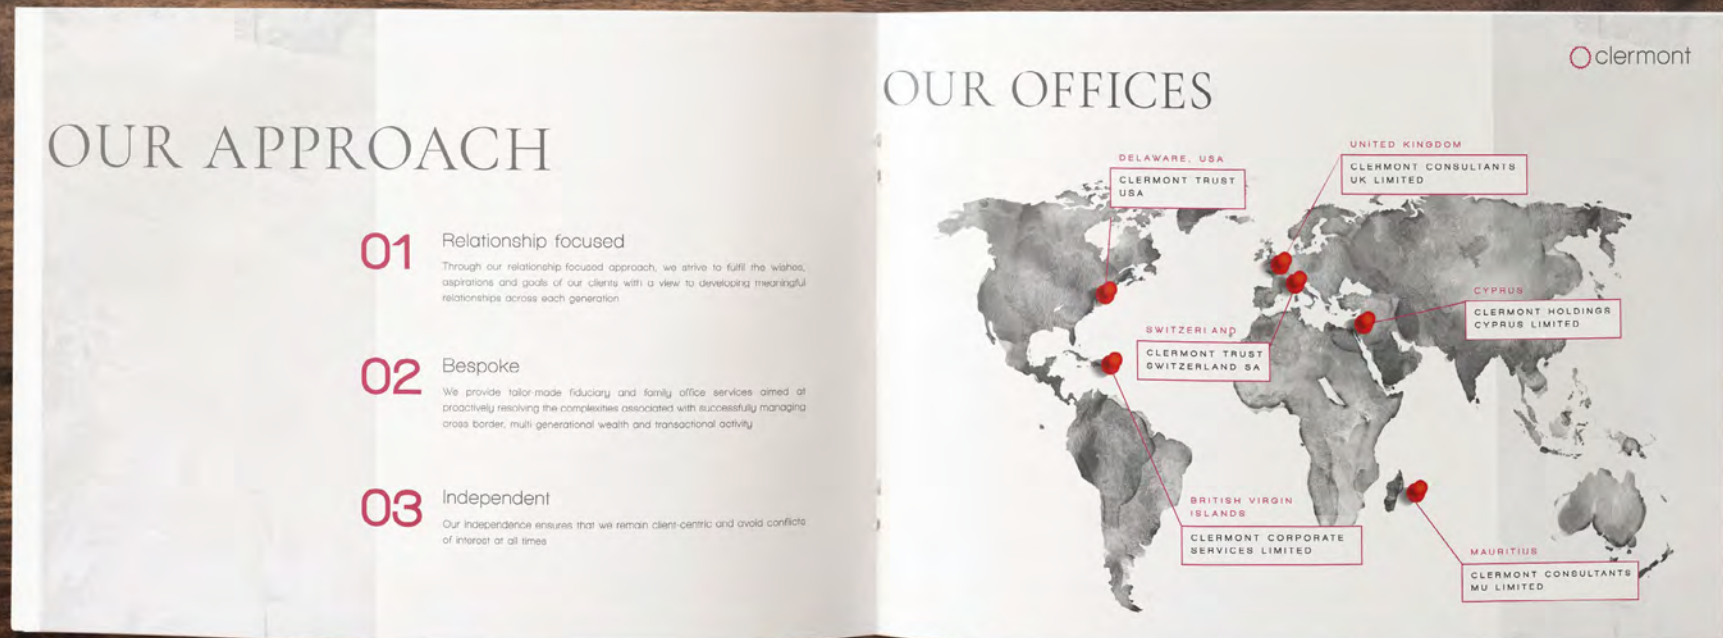 OUR APPROACH
01
Relationship focused
Through our relationship focused approach, we strive to fulfil the wishes,
aspirations and goals of our clients with a view to developing meaningful
relationships across each generation
02
Bespoke
We provide tailor-made fiduciary and family office services aimed at
proactively resolving the complexities associated with successfully managing
cross border, multi generational wealth and transactional activity
03
Independent
Our independence ensures that we remain client-centric and avoid conflicts
of interest at all times
clermont
OUR OFFICES
DELAWARE, USA
CLERMONT TRUST
USA
UNITED KINGDOM
CLERMONT CONSULTANTS
UK LIMITED
CYPRUS
CLERMONT HOLDINGS
CYPRUS LIMITED
SWITZERLAND
CLERMONT TRUST
SWITZERLAND SA
BRITISH VIRGIN
ISLANDS
CLERMONT CORPORATE
SERVICES LIMITED
MAURITIUS
CLERMONT CONSULTANTS
MU LIMITED